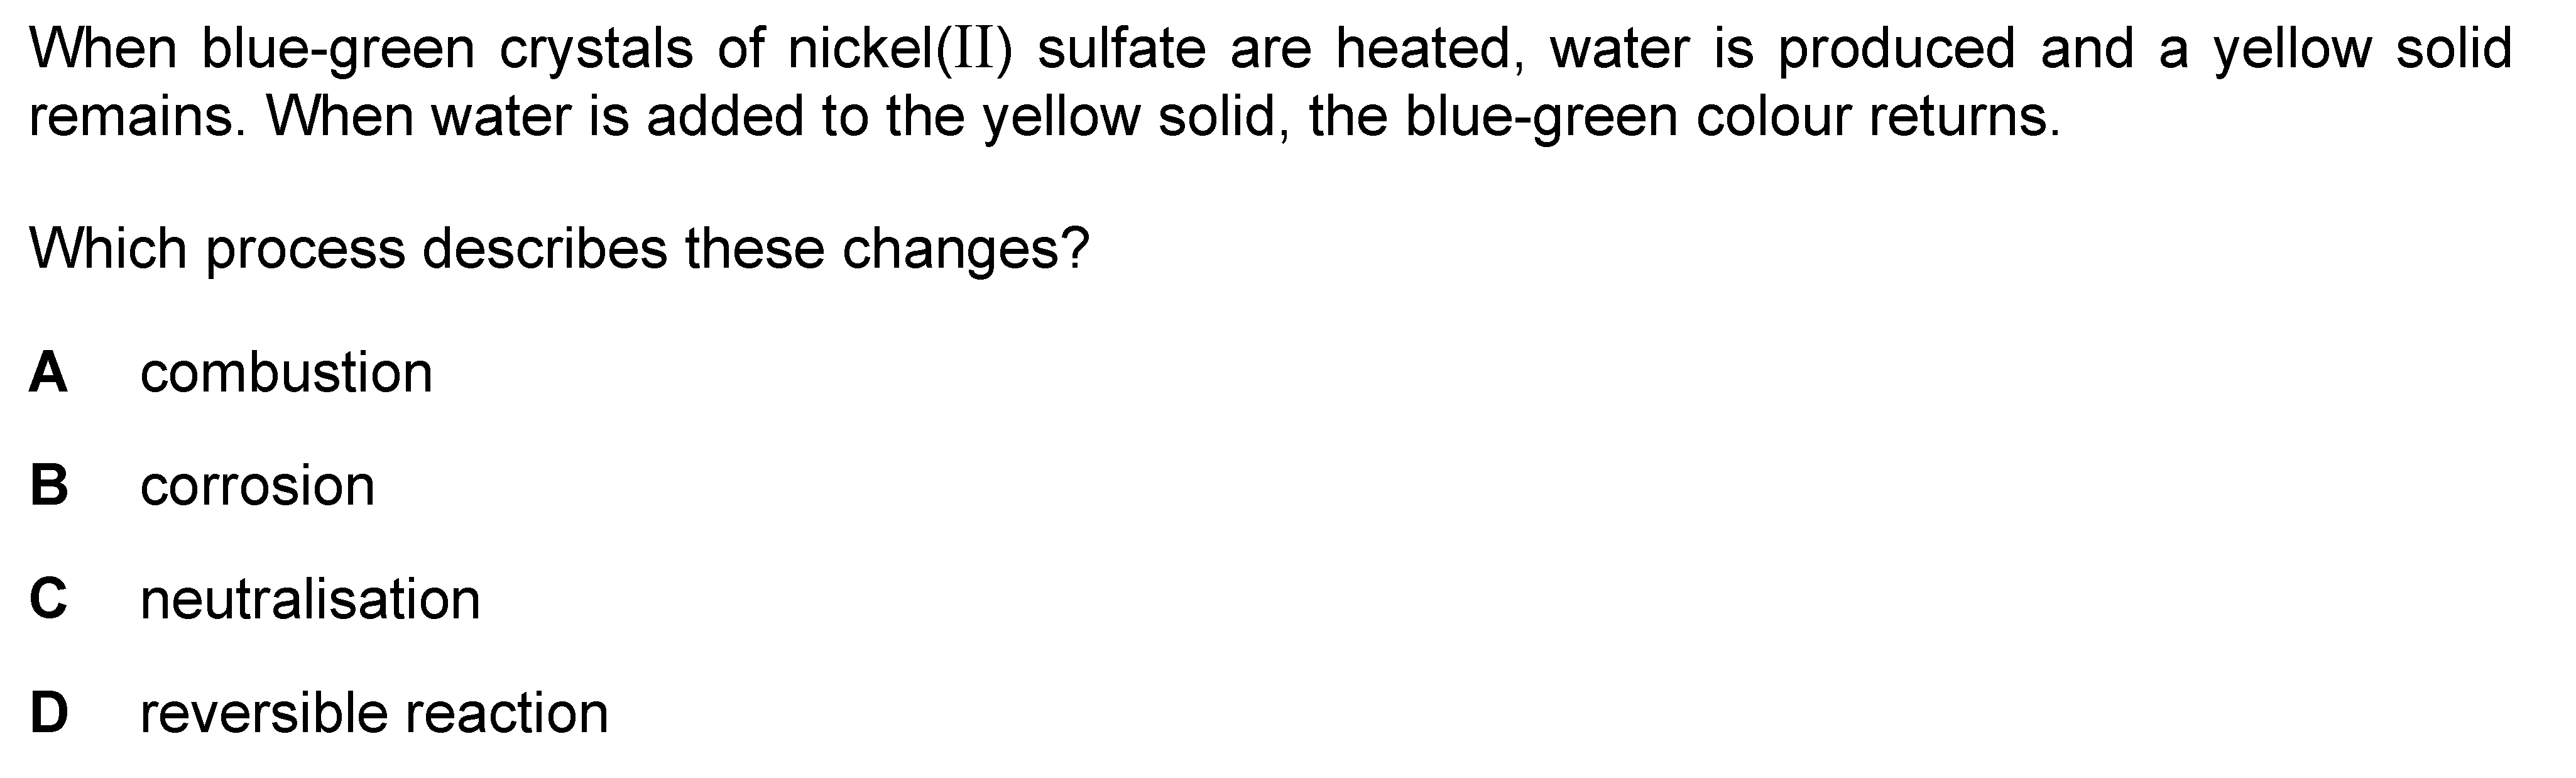 When blue-green crystals of nickel(II) sulfate are heated, water is produced and a yellow solid
remains. When water is added to the yellow solid, the blue-green colour returns.
Which process describes these changes?
A combustion
B corrosion
C neutralisation
D reversible reaction